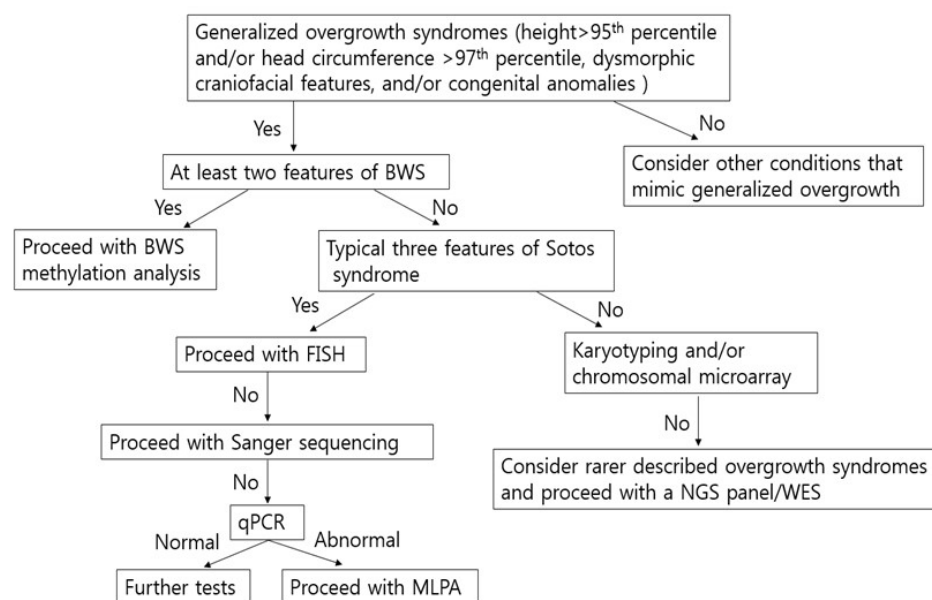 Generalized overgrowth syndromes (height>95th percentile
and/or head circumference >97th percentile, dysmorphic
craniofacial features, and/or congenital anomalies )
Yes
No
At least two features of BWS
Consider other conditions that
mimic generalized overgrowth
Yes
No
Proceed with BWS
methylation analysis
Typical three features of Sotos
syndrome
Yes
No
Proceed with FISH
Karyotyping and/or
chromosomal microarray
No
No
Proceed with Sanger sequencing
Consider rarer described overgrowth syndromes
and proceed with a NGS panel/WES
No
qPCR
Normal
Abnormal
Further tests
Proceed with MLPA